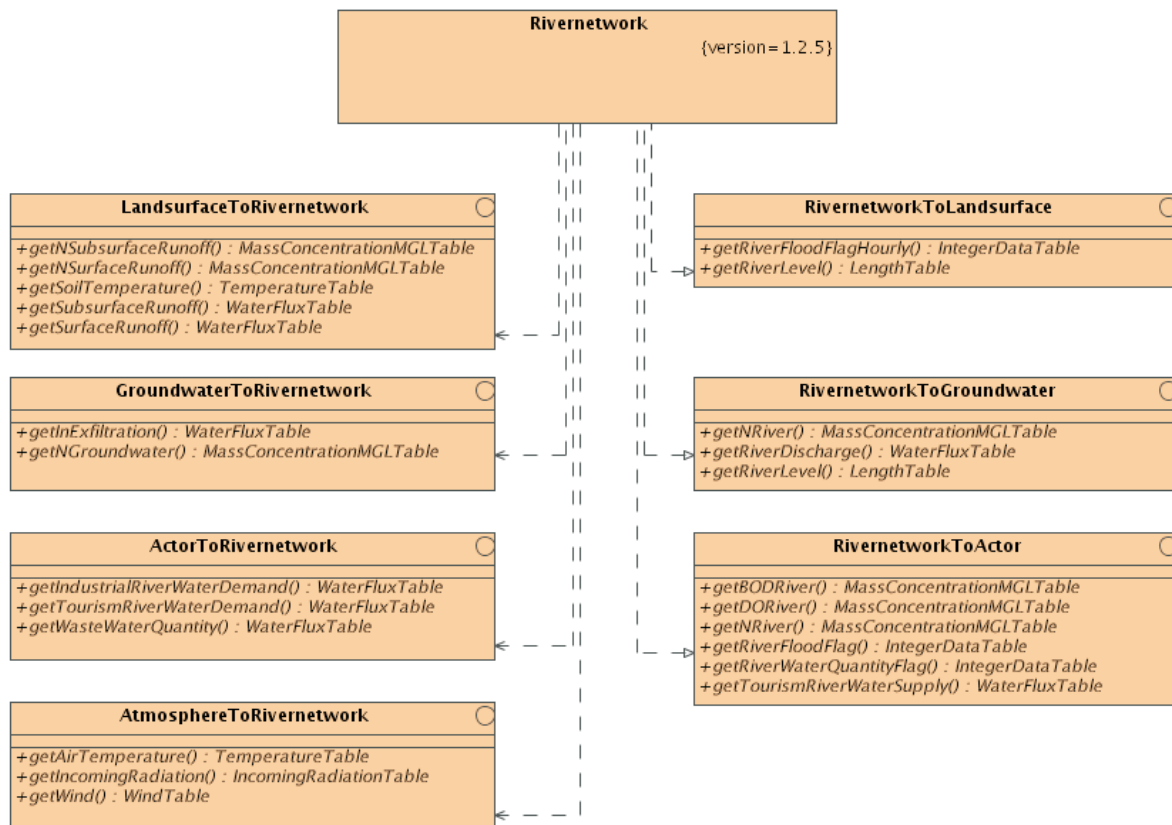 Rivernetwork
{version=1.2.5}
LandsurfaceToRivernetwork
+getNSubsurfaceRunoff() : MassConcentrationMGLTable
+getNSurfaceRunoff() : MassConcentrationMGLTable
+getSoilTemperature() : TemperatureTable
+getSubsurfaceRunoff() : WaterFluxTable
+getSurfaceRunoff() : WaterFluxTable
GroundwaterToRivernetwork
+getInExfiltration() : WaterFluxTable
+getNGroundwater() : MassConcentrationMGLTable
ActorToRivernetwork
+getIndustrialRiverWaterDemand() : WaterFluxTable
+getTourismRiverWaterDemand() : WaterFluxTable
+getWasteWaterQuantity() : WaterFluxTable
AtmosphereToRivernetwork
+getAirTemperature() : TemperatureTable
+getIncomingRadiation() : IncomingRadiationTable
+getWind() : WindTable
RivernetworkToLandsurface
+getRiverFloodFlagHourly() : IntegerDataTable
+getRiverLevel() : LengthTable
RivernetworkToGroundwater
+getNRiver() : MassConcentrationMGLTable
+getRiverDischarge() : WaterFluxTable
+getRiverLevel() : LengthTable
RivernetworkToActor
+getBODRiver() : MassConcentrationMGLTable
+getDORiver() : MassConcentrationMGLTable
+getNRiver() : MassConcentrationMGLTable
+getRiverFloodFlag() : IntegerDataTable
+getRiverWaterQuantityFlag() : IntegerDataTable
+getTourismRiverWaterSupply() : WaterFluxTable